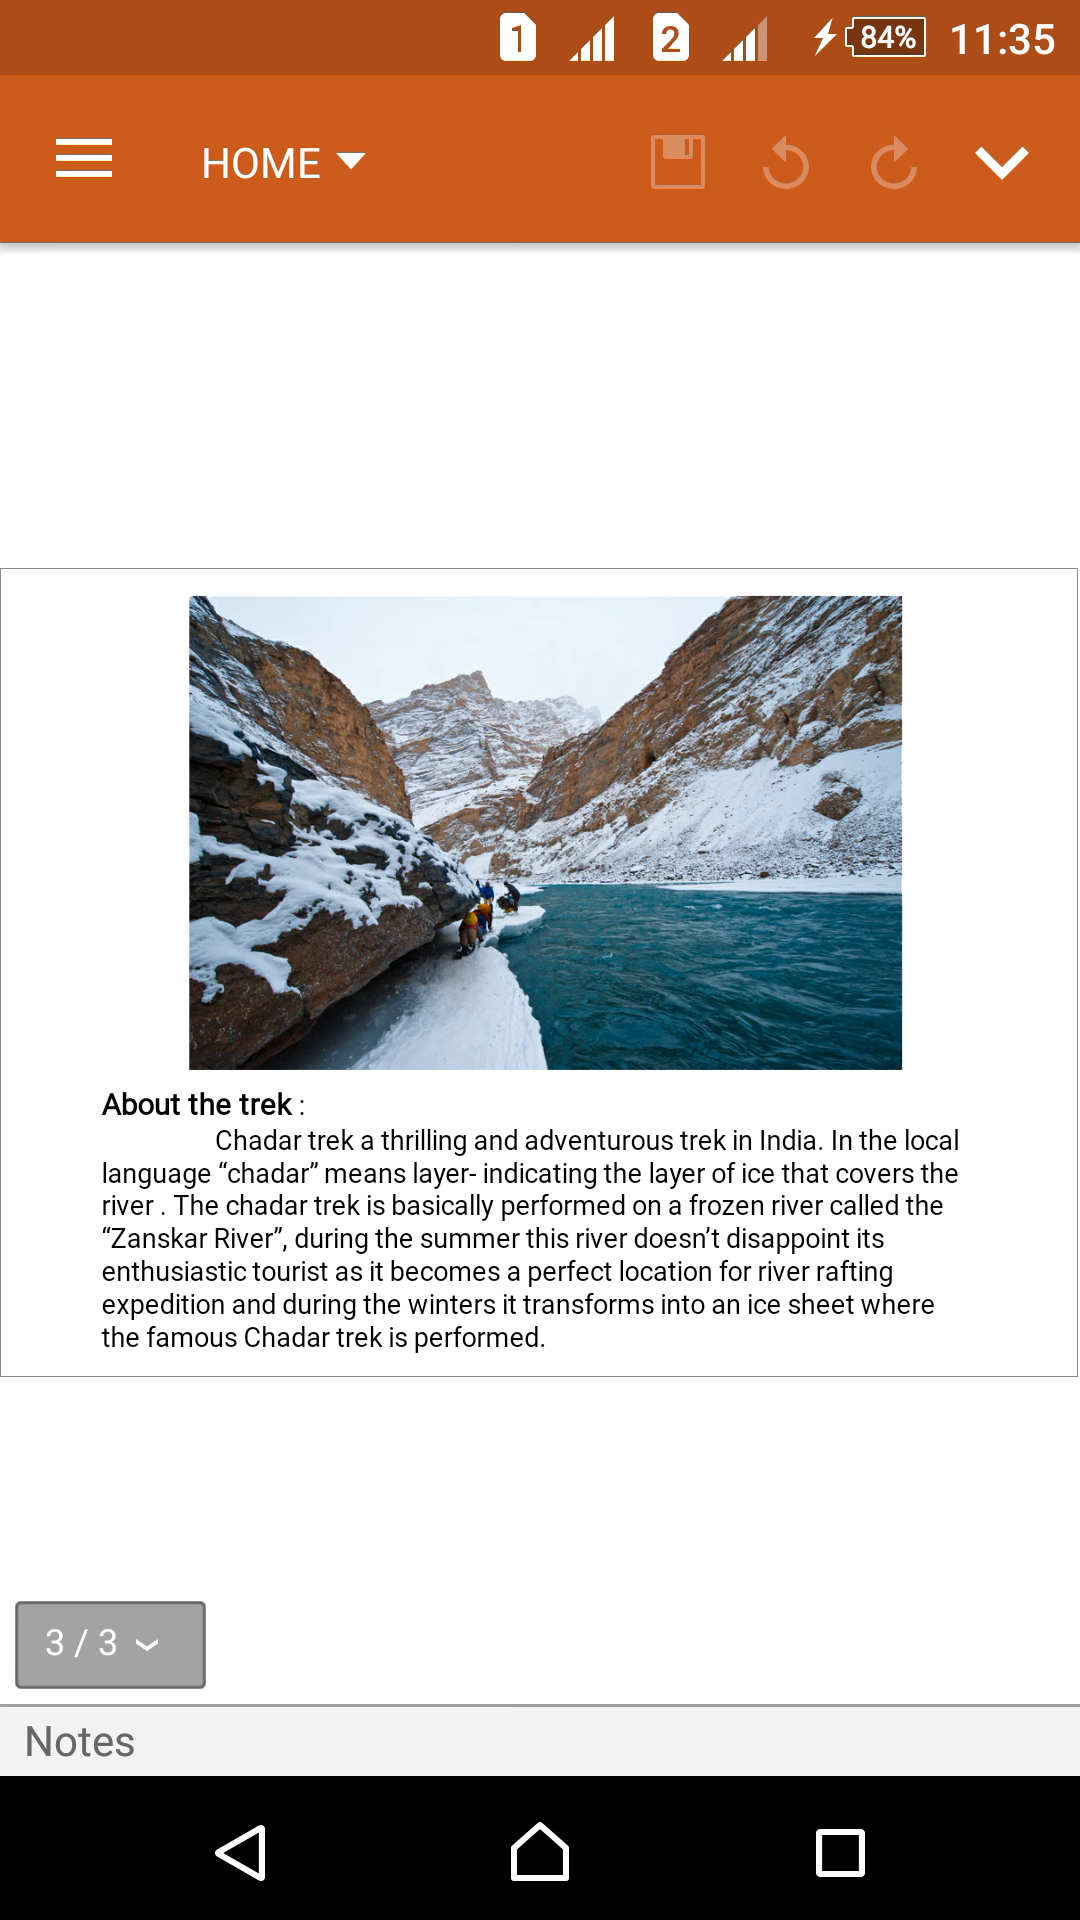 1 2 84% 11:35
HOME
About the trek :
Chadar trek a thrilling and adventurous trek in India. In the local
language “chadar” means layer- indicating the layer of ice that covers the
river . The chadar trek is basically performed on a frozen river called the
“Zanskar River”, during the summer this river doesn’t disappoint its
enthusiastic tourist as it becomes a perfect location for river rafting
expedition and during the winters it transforms into an ice sheet where
the famous Chadar trek is performed.
3 / 3
Notes